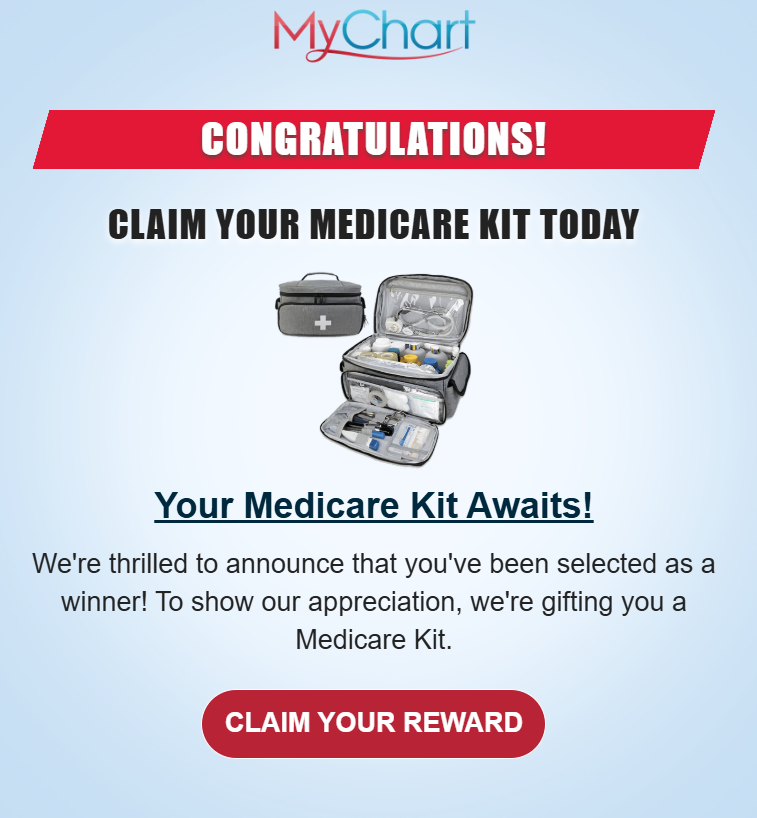 MyChart
CONGRATULATIONS!
CLAIM YOUR MEDICARE KIT TODAY
Your Medicare Kit Awaits!
We're thrilled to announce that you've been selected as a
winner! To show our appreciation, we're gifting you a
Medicare Kit.
CLAIM YOUR REWARD